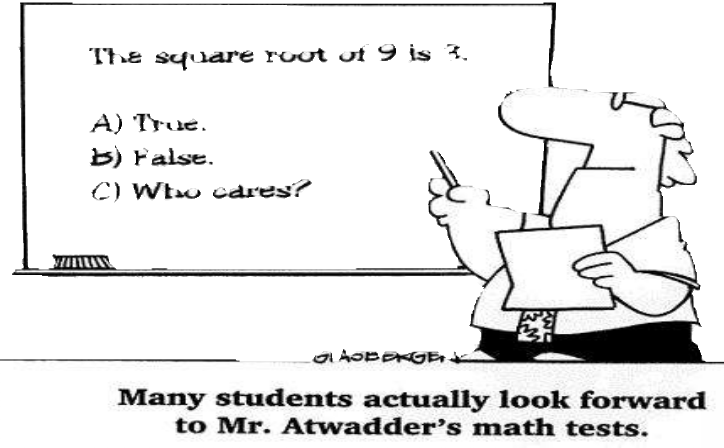 The square root of 9 is 3.
A) True.
B) False.
C) Who cares?
GLASBERGEN
Many students actually look forward
to Mr. Atwadder's math tests.